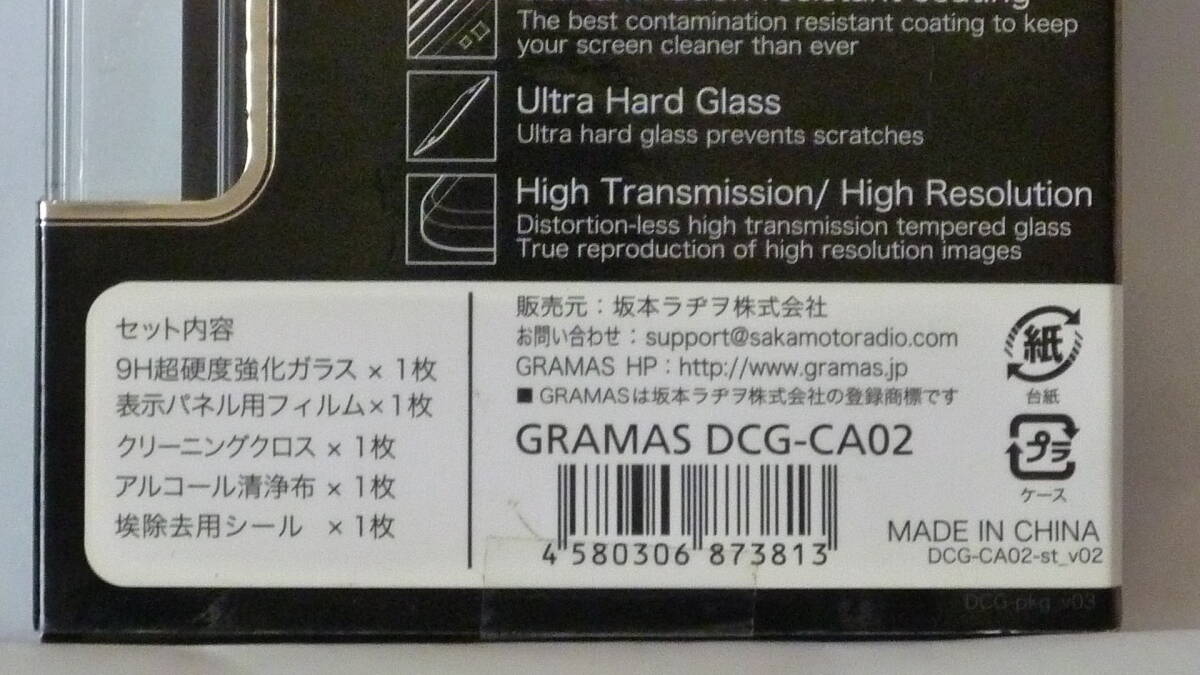 The best contamination resistant coating to keep
your screen cleaner than ever
Ultra Hard Glass
Ultra hard glass prevents scratches
High Transmission/ High Resolution
Distortion-less high transmission tempered glass
True reproduction of high resolution images
セット内容
9H超硬度強化ガラス × 1枚
表示パネル用フィルム×1枚
クリーニングクロス × 1枚
アルコール清浄布 × 1枚
埃除去用シール × 1枚
販売元：坂本ラヂヲ株式会社
お問い合わせ：support@sakamotoradio.com
GRAMAS HP：http://www.gramas.jp
■ GRAMASは坂本ラヂヲ株式会社の登録商標です
GRAMAS DCG-CA02
4 580306 873813
紙
台紙
プラ
ケース
MADE IN CHINA
DCG-CA02-st_v02
DCG-pkg_v03